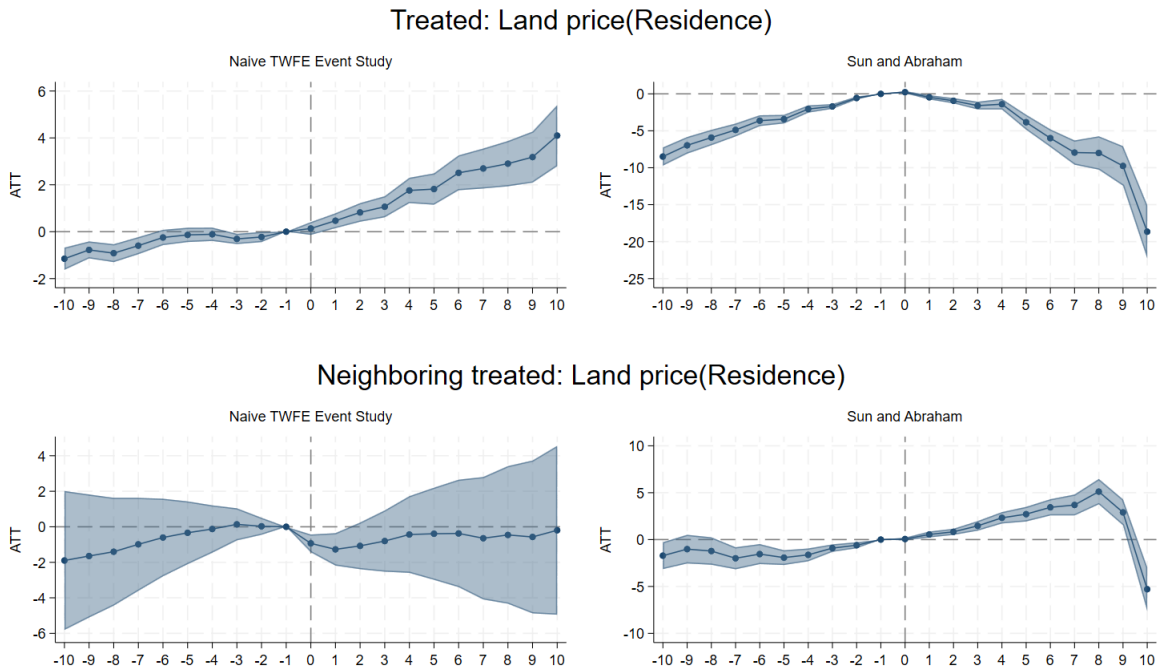 Treated: Land price(Residence)
Naive TWFE Event Study
ATT
6
4
2
0
-2
-10 -9 -8 -7 -6 -5 -4 -3 -2 -1 0 1 2 3 4 5 6 7 8 9 10
Sun and Abraham
ATT
0
-5
-10
-15
-20
-25
-10 -9 -8 -7 -6 -5 -4 -3 -2 -1 0 1 2 3 4 5 6 7 8 9 10
Neighboring treated: Land price(Residence)
Naive TWFE Event Study
ATT
4
2
0
-2
-4
-6
-10 -9 -8 -7 -6 -5 -4 -3 -2 -1 0 1 2 3 4 5 6 7 8 9 10
Sun and Abraham
ATT
10
5
0
-5
-10
-10 -9 -8 -7 -6 -5 -4 -3 -2 -1 0 1 2 3 4 5 6 7 8 9 10